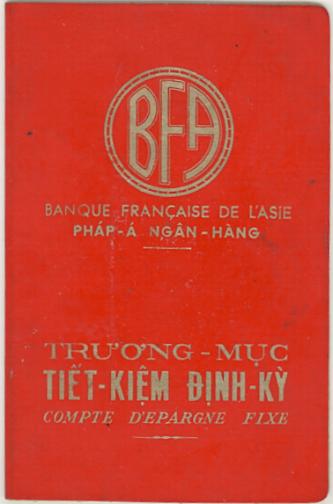 BFA
BANQUE FRANÇAISE DE L'ASIE
PHÁP-Á NGÂN-HÀNG
TRƯƠNG-MỤC
TIẾT-KIỆM ĐỊNH-KỲ
COMPTE D'EPARGNE FIXE